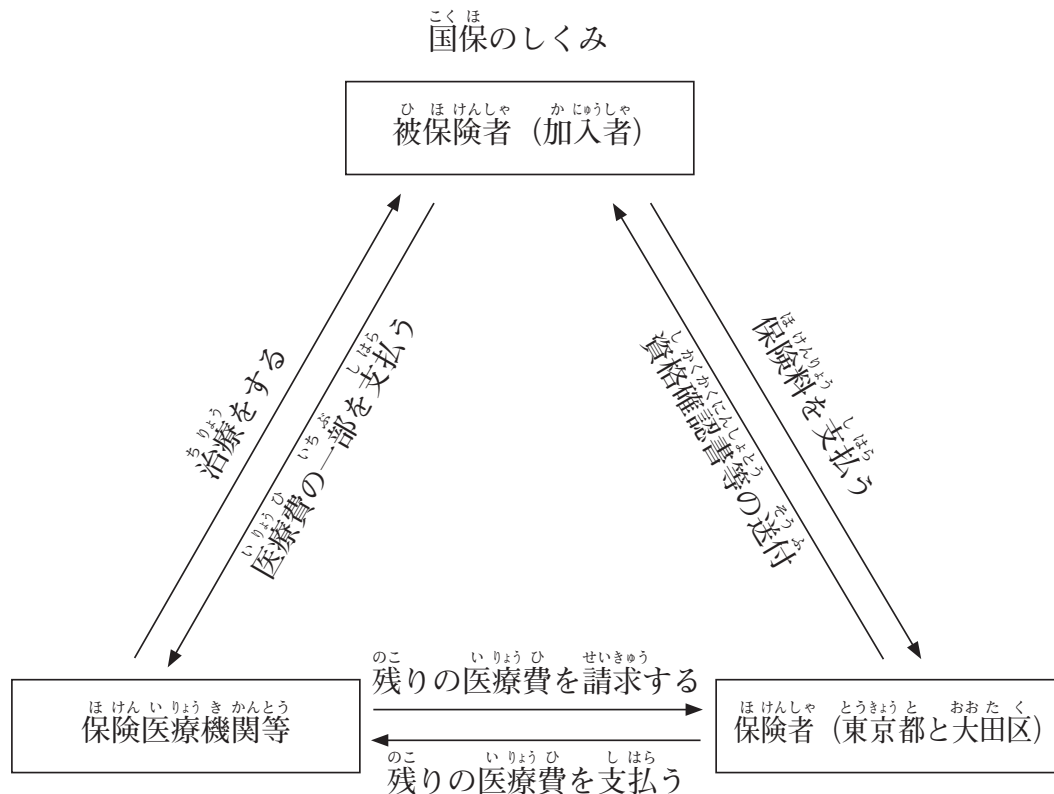 国保のしくみ
被保険者（加入者）
治療をする
医療費の一部を支払う
資格確認書等の送付
保険料を支払う
残りの医療費を請求する
保険医療機関等
保険者（東京都と大田区）
残りの医療費を支払う